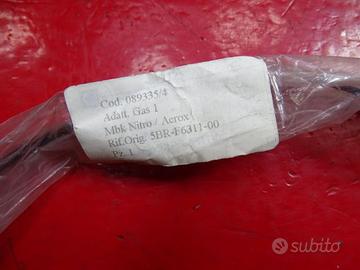 Cod. 089335/4
Adatt. Gas 1
Mbk Nitro / Aerox
Rif.Orig. 5BR-F6311-00
Pz. 1
subito